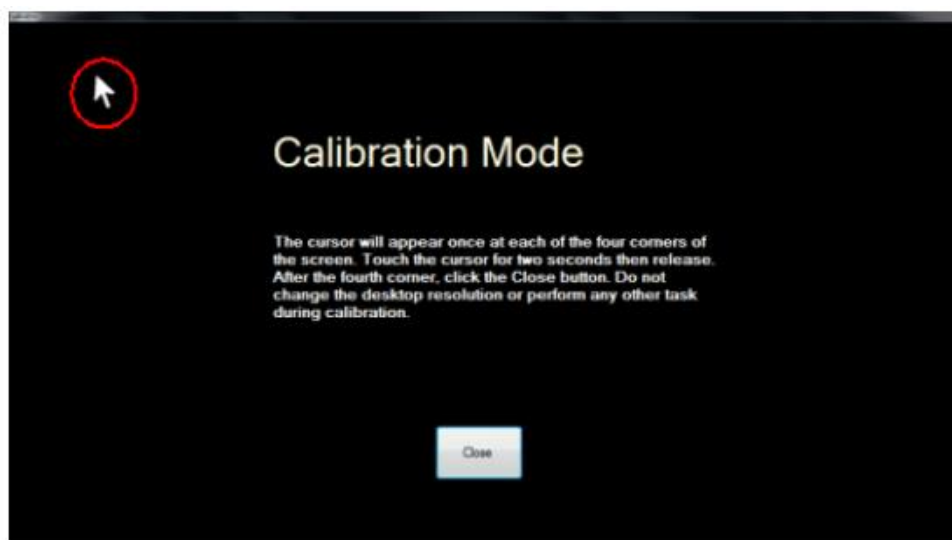 Calibration Mode
The cursor will appear once at each of the four corners of
the screen. Touch the cursor for two seconds then release.
After the fourth corner, click the Close button. Do not
change the desktop resolution or perform any other task
during calibration.
Close